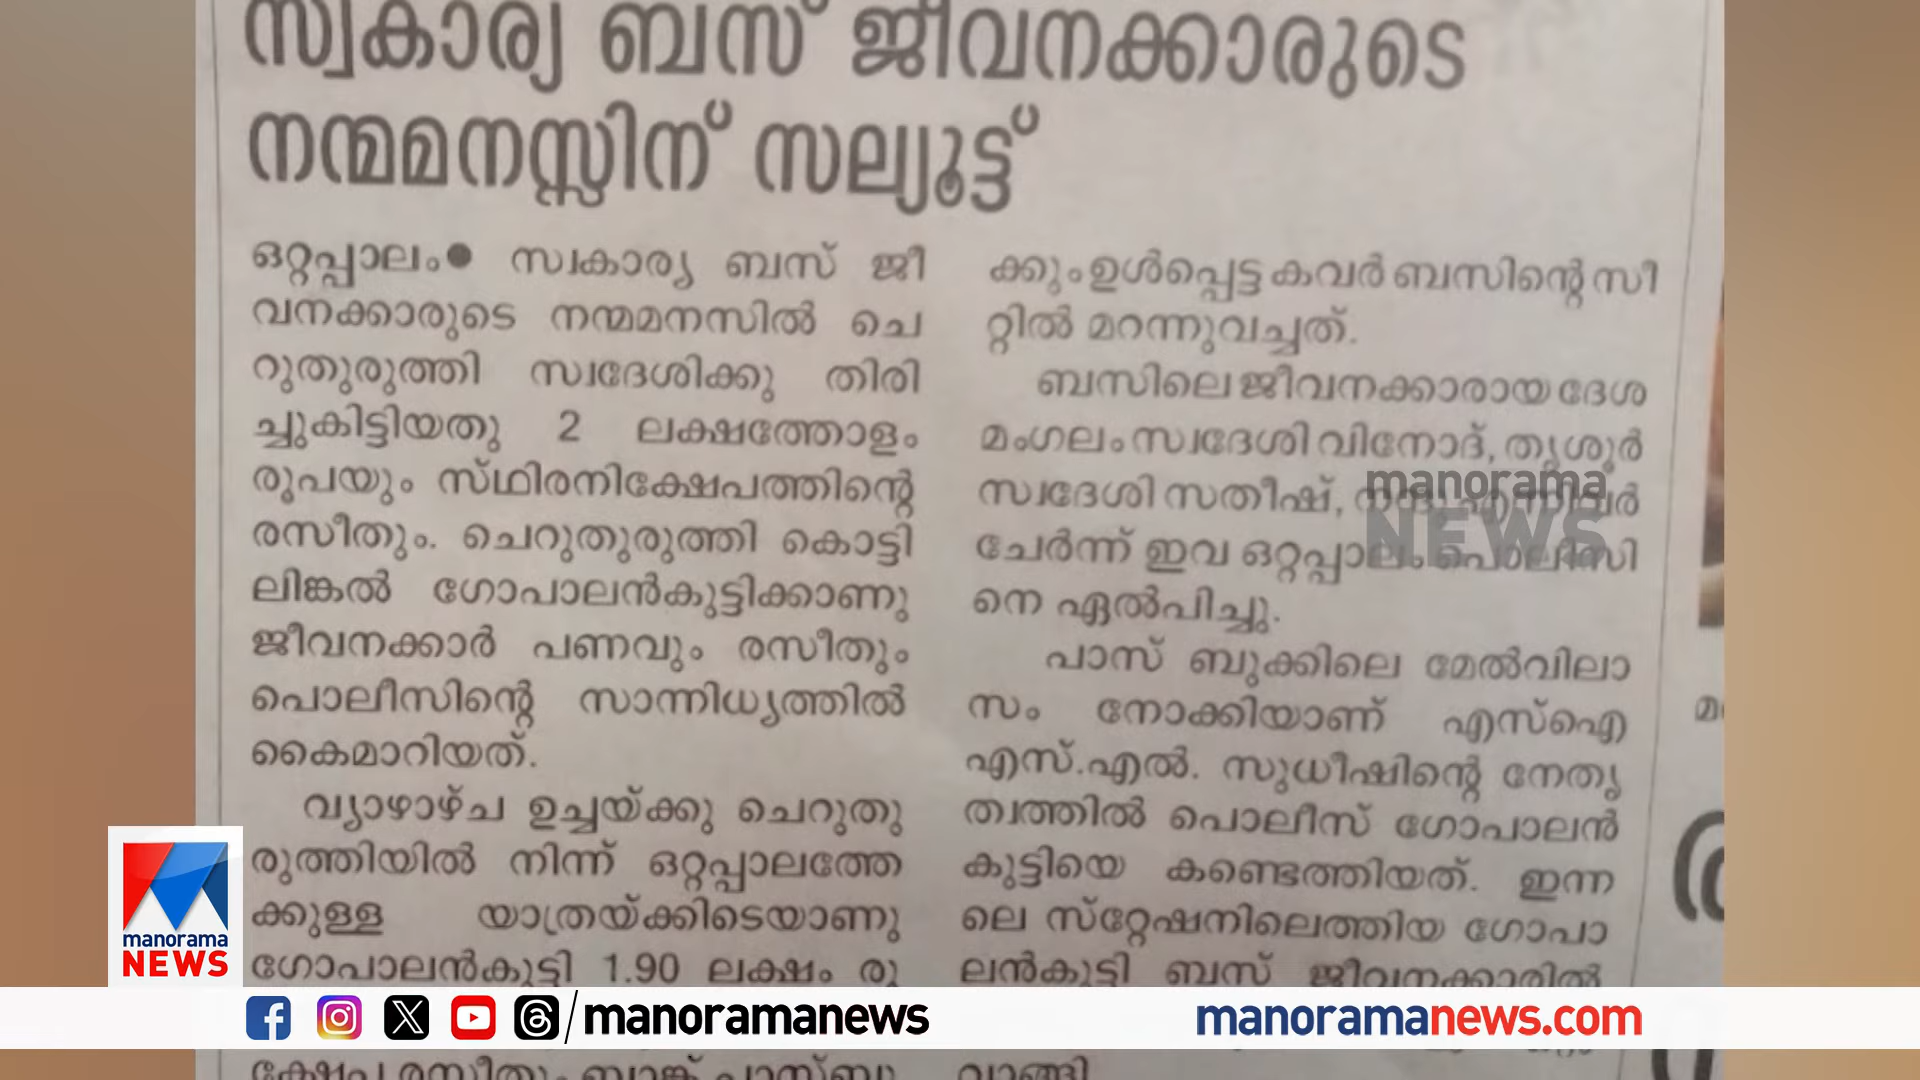 സ്വകാര്യ ബസ് ജീവനക്കാരുടെ
നന്മമനസ്സിന് സല്യൂട്ട്
ഒറ്റപ്പാലം● സ്വകാര്യ ബസ് ജീ
വനക്കാരുടെ നന്മമനസിൽ ചെ
റുതുരുത്തി സ്വദേശിക്കു തിരി
ച്ചുകിട്ടിയതു 2 ലക്ഷത്തോളം
രൂപയും സ്ഥിരനിക്ഷേപത്തിന്റെ
രസീതും. ചെറുതുരുത്തി കൊട്ടി
ലിങ്കൽ ഗോപാലൻകുട്ടിക്കാണു
ജീവനക്കാർ പണവും രസീതും
പൊലീസിന്റെ സാന്നിധ്യത്തിൽ
കൈമാറിയത്.
വ്യാഴാഴ്ച ഉച്ചയ്ക്കു ചെറുതു
രുത്തിയിൽ നിന്ന് ഒറ്റപ്പാലത്തേ
ക്കുള്ള യാത്രയ്ക്കിടെയാണു
ഗോപാലൻകുട്ടി 1.90 ലക്ഷം രൂ
ക്ഷേപ രസീതും ബാങ്ക് പാസ്ബു
ക്കും ഉൾപ്പെട്ട കവർ ബസിന്റെ സീ
റ്റിൽ മറന്നുവച്ചത്.
ബസിലെ ജീവനക്കാരായ ദേശ
മംഗലം സ്വദേശി വിനോദ്, തൃശൂർ
സ്വദേശി സതീഷ്, നന്ദു എന്നിവർ
ചേർന്ന് ഇവ ഒറ്റപ്പാലം പൊലീസി
നെ ഏൽപിച്ചു.
പാസ് ബുക്കിലെ മേൽവിലാ
സം നോക്കിയാണ് എസ്ഐ
എസ്.എൽ. സുധീഷിന്റെ നേതൃ
ത്വത്തിൽ പൊലീസ് ഗോപാലൻ
കുട്ടിയെ കണ്ടെത്തിയത്. ഇന്ന
ലെ സ്റ്റേഷനിലെത്തിയ ഗോപാ
ലൻകുട്ടി ബസ് ജീവനക്കാരിൽ
വാങ്ങി
manorama
NEWS
manorama
NEWS
manoramanews
manoramanews.com